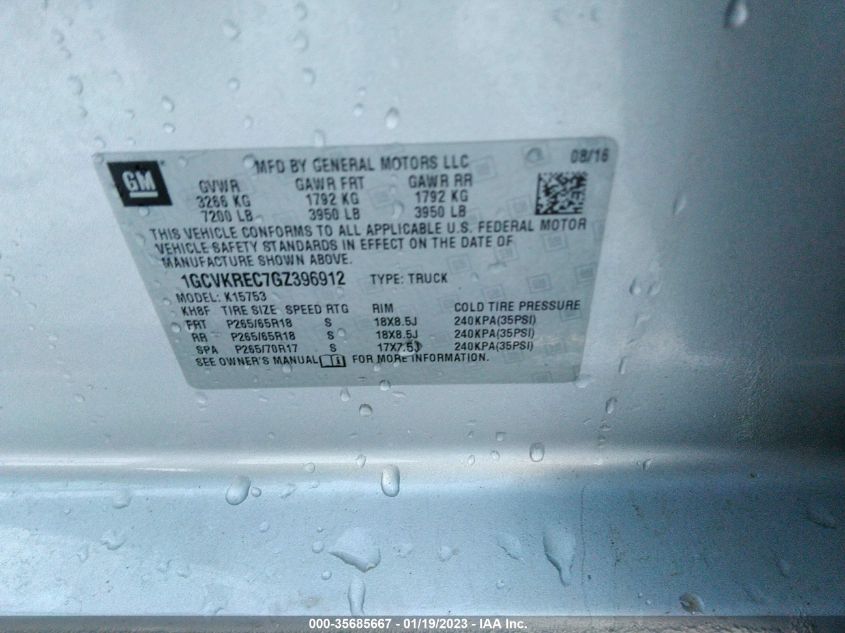 GM
MFD BY GENERAL MOTORS LLC 08/16
GVWR GAWR FRT GAWR RR
3266 KG 1792 KG 1792 KG
7200 LB 3950 LB 3950 LB
THIS VEHICLE CONFORMS TO ALL APPLICABLE U.S. FEDERAL MOTOR
VEHICLE SAFETY STANDARDS IN EFFECT ON THE DATE OF
MANUFACTURE SHOWN ABOVE.
1GCVKREC7GZ396912 TYPE: TRUCK
MODEL: K15753
KHBF TIRE SIZE SPEED RTG RIM COLD TIRE PRESSURE
FRT P265/65R18 S 18X8.5J 240KPA(35PSI)
RR P265/65R18 S 18X8.5J 240KPA(35PSI)
SPA P265/70R17 S 17X7.5J 240KPA(35PSI)
SEE OWNER'S MANUAL FOR MORE INFORMATION.
000-35685667 - 01/19/2023 - IAA Inc.